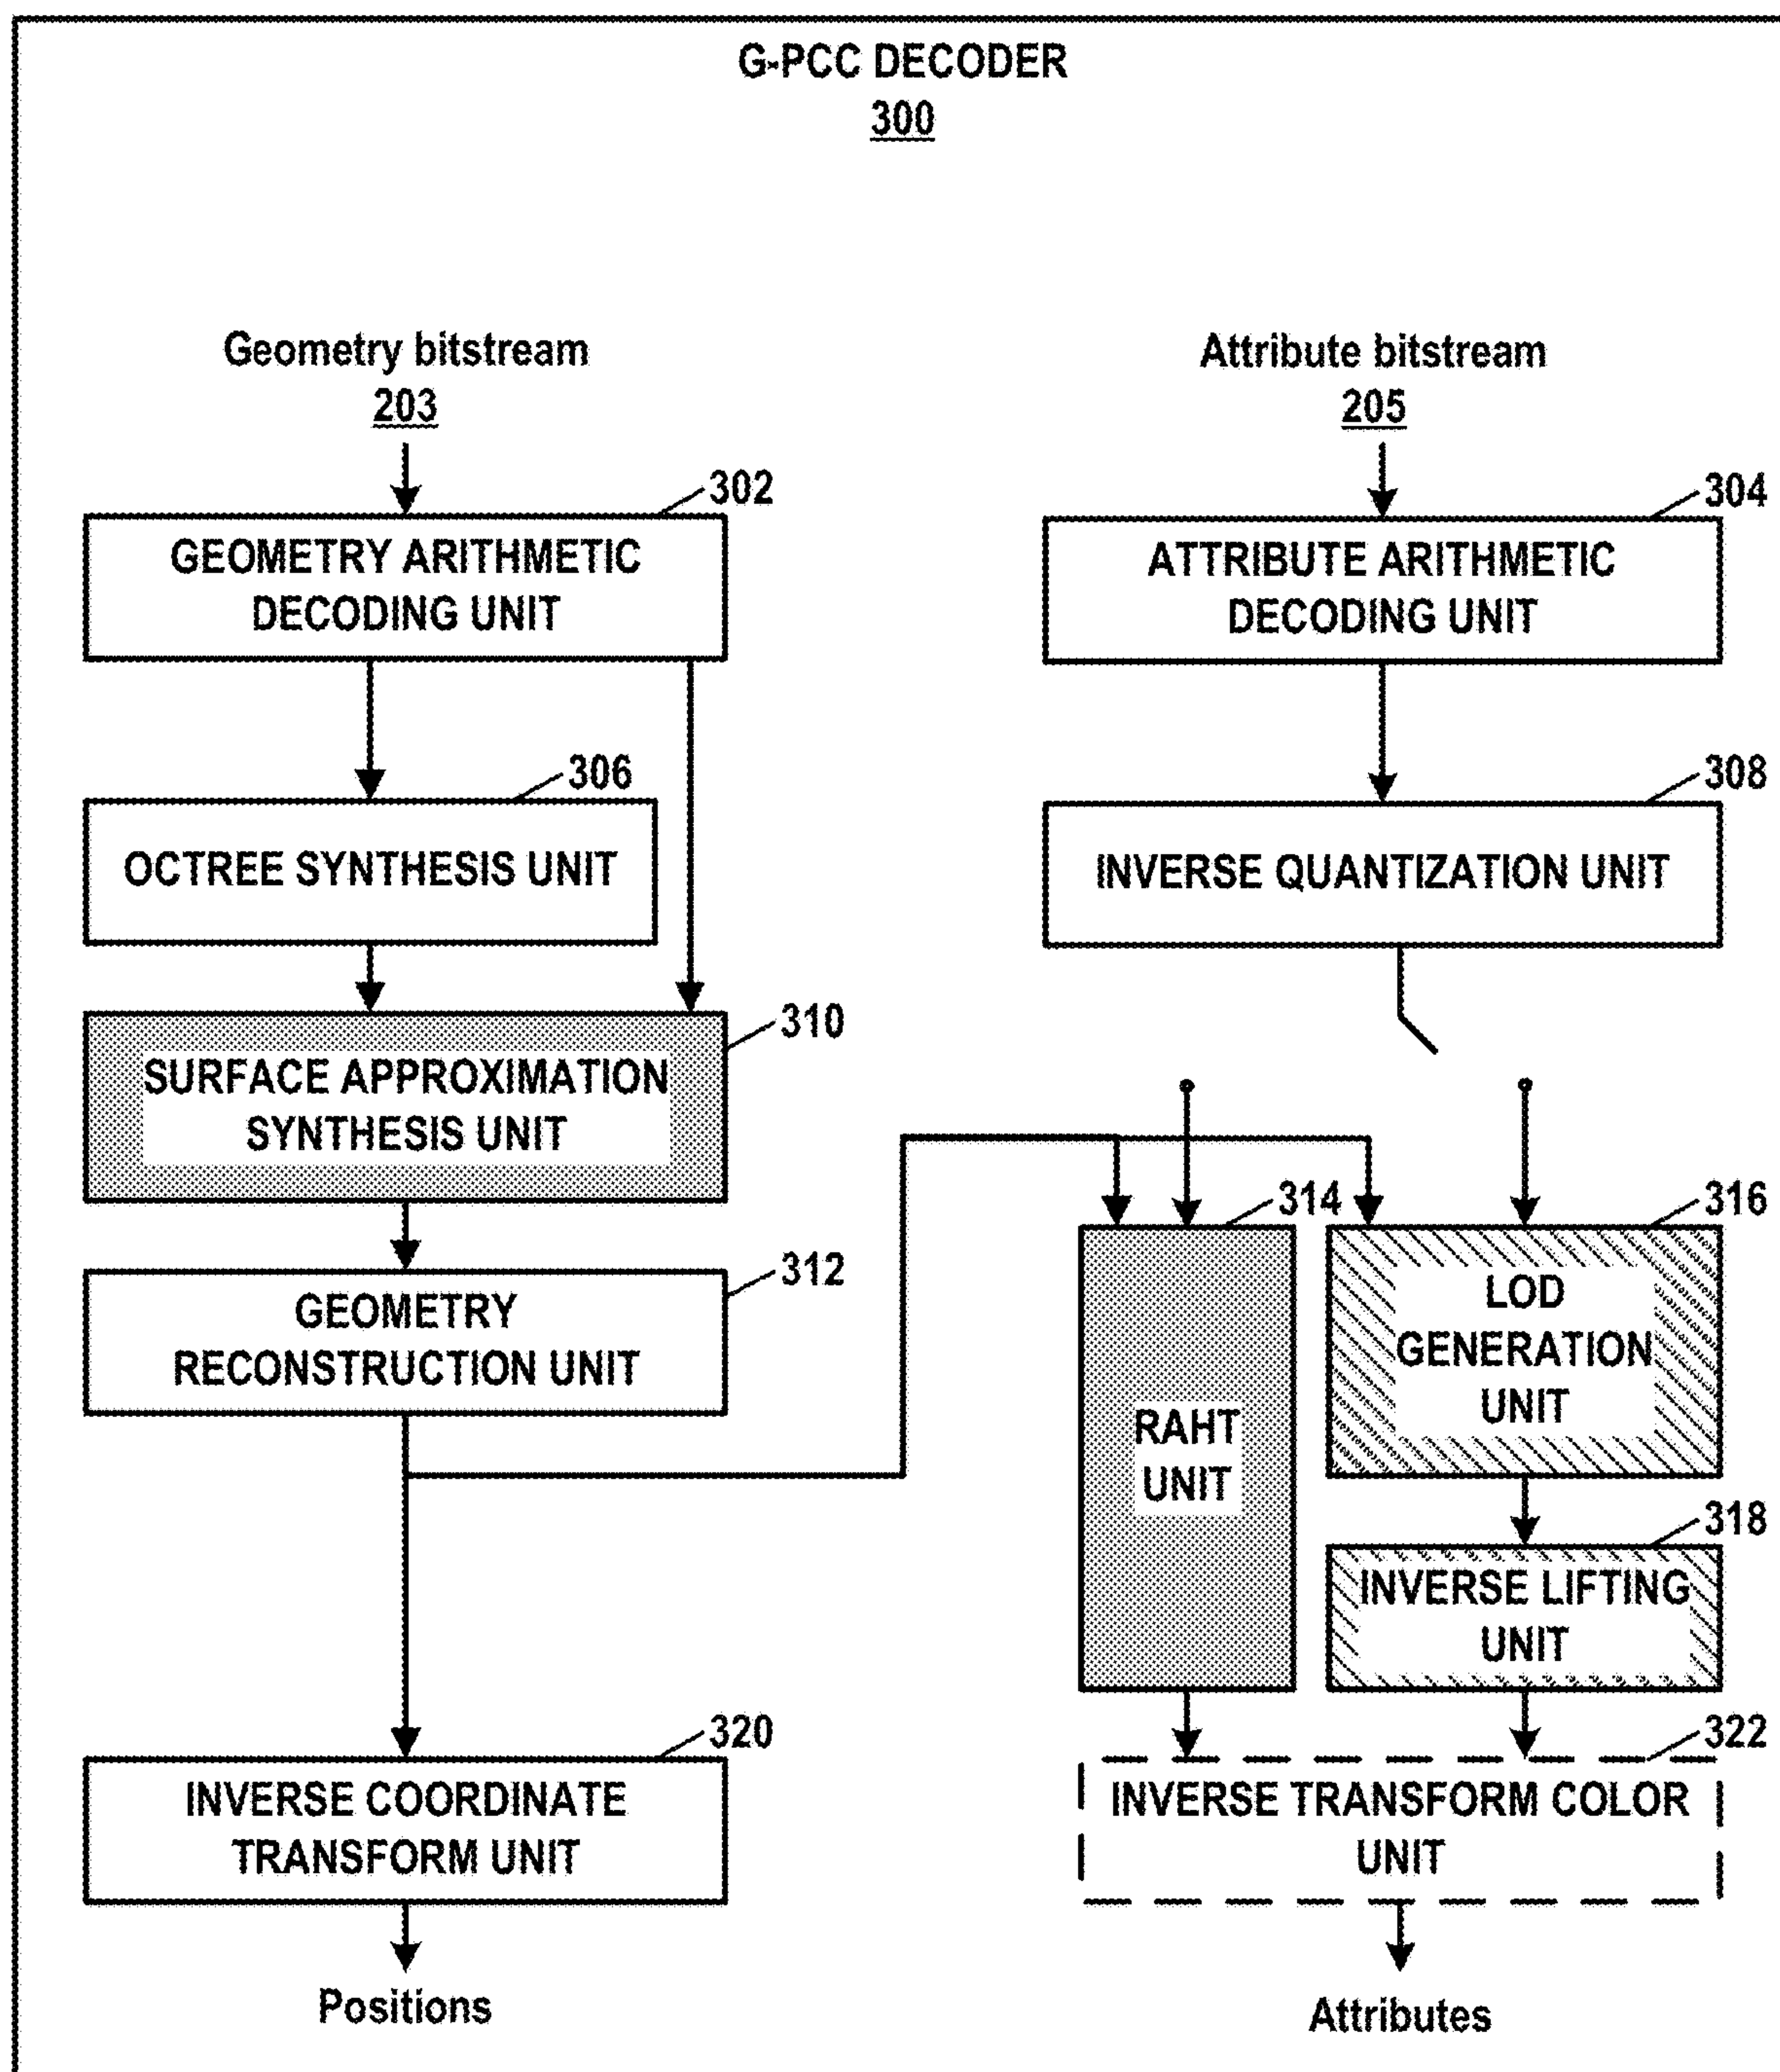 G-PCC DECODER
300
Geometry bitstream
203
Attribute bitstream
205
302
GEOMETRY ARITHMETIC
DECODING UNIT
304
ATTRIBUTE ARITHMETIC
DECODING UNIT
306
OCTREE SYNTHESIS UNIT
308
INVERSE QUANTIZATION UNIT
310
SURFACE APPROXIMATION
SYNTHESIS UNIT
312
GEOMETRY
RECONSTRUCTION UNIT
314
RAHT
UNIT
316
LOD
GENERATION
UNIT
318
INVERSE LIFTING
UNIT
320
INVERSE COORDINATE
TRANSFORM UNIT
322
INVERSE TRANSFORM COLOR
UNIT
Positions
Attributes